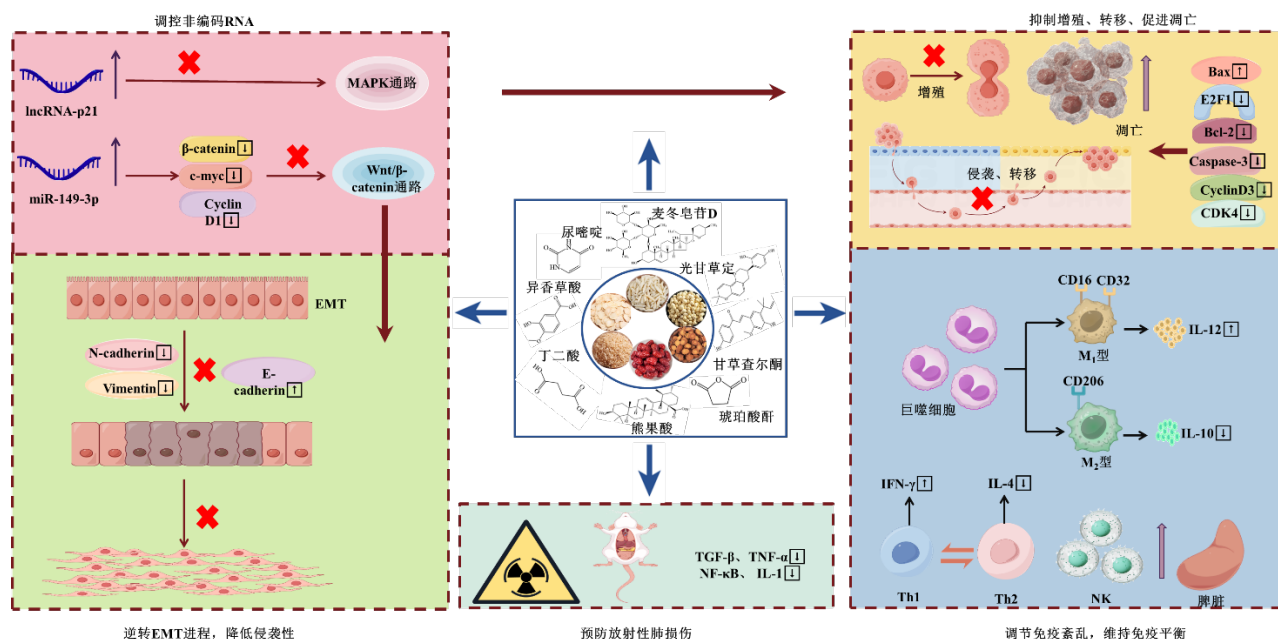 调控非编码RNA
lncRNA-p21
MAPK通路
miR-149-3p
β-catenin↓
c-myc↓
Cyclin
D1↓
Wnt/β-
catenin通路
EMT
N-cadherin↓
Vimentin↓
E-
cadherin↑
逆转EMT进程，降低侵袭性
麦冬皂苷D
尿嘧啶
光甘草定
异香草酸
丁二酸
甘草查尔酮
琥珀酸酐
熊果酸
HO
O
O
OH
TGF-β、TNF-α↓
NF-κB、 IL-1↓
预防放射性肺损伤
抑制增殖、转移、促进凋亡
增殖
凋亡
侵袭、转移
Bax↑
E2F1↓
Bcl-2↓
Caspase-3↓
CyclinD3↓
CDK4↓
巨噬细胞
CD16
CD32
M₁型
IL-12↑
CD206
M₂型
IL-10↓
IFN-γ↑
IL-4↓
Th1
Th2
NK
脾脏
调节免疫紊乱，维持免疫平衡